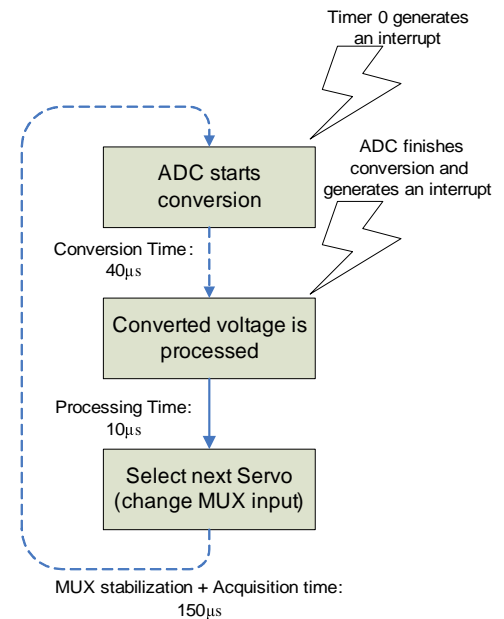 Timer 0 generates
an interrupt
ADC finishes
conversion and
generates an interrupt
ADC starts
conversion
Conversion Time:
40µs
Converted voltage is
processed
Processing Time:
10µs
Select next Servo
(change MUX input)
MUX stabilization + Acquisition time:
150µs